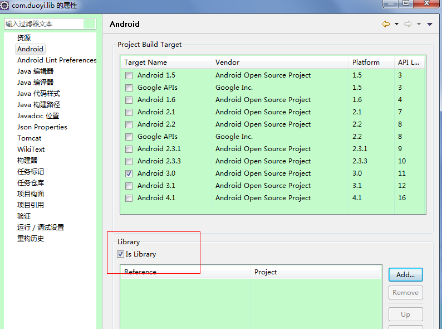 com.duoyi.lib 的属性
输入过滤器文本
资源
Android
Android Lint Preferences
Java 编辑器
Java 编译器
Java 代码样式
Java 构建路径
Javadoc 位置
Json Properties
Tomcat
WikiText
构建器
任务标记
任务仓库
项目构面
项目引用
验证
运行/调试设置
重构历史
Android
Project Build Target
Target Name Vendor Platform API L...
Android 1.5 Android Open Source Project 1.5 3
Google APIs Google Inc. 1.5 3
Android 1.6 Android Open Source Project 1.6 4
Android 2.1 Android Open Source Project 2.1 7
Android 2.2 Android Open Source Project 2.2 8
Google APIs Google Inc. 2.2 8
Android 2.3.1 Android Open Source Project 2.3.1 9
Android 2.3.3 Android Open Source Project 2.3.3 10
Android 3.0 Android Open Source Project 3.0 11
Android 3.1 Android Open Source Project 3.1 12
Android 4.1 Android Open Source Project 4.1 16
Library
Is Library
Reference Project
Add...
Remove
Up